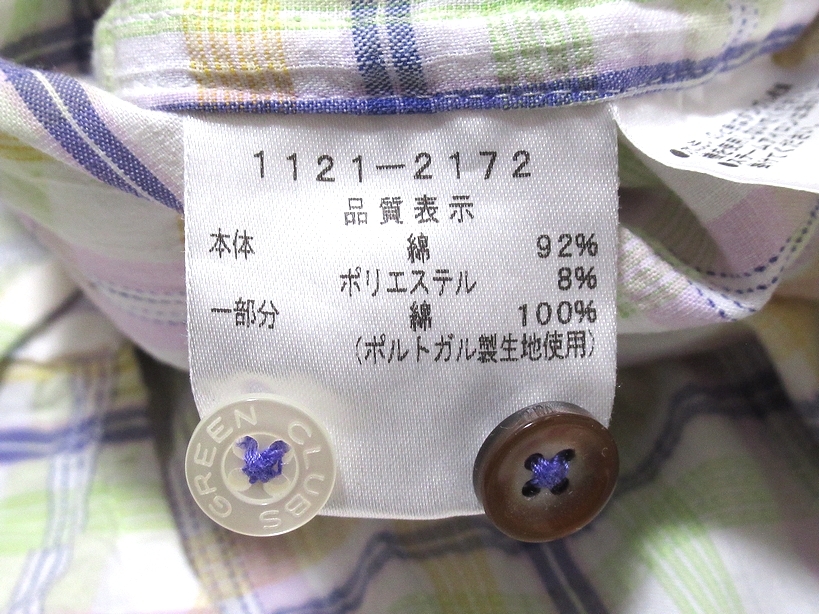 1121-2172
品質表示
本体 綿 92%
ポリエステル 8%
一部分 綿 100%
(ポルトガル製生地使用)
GREEN CLUBS